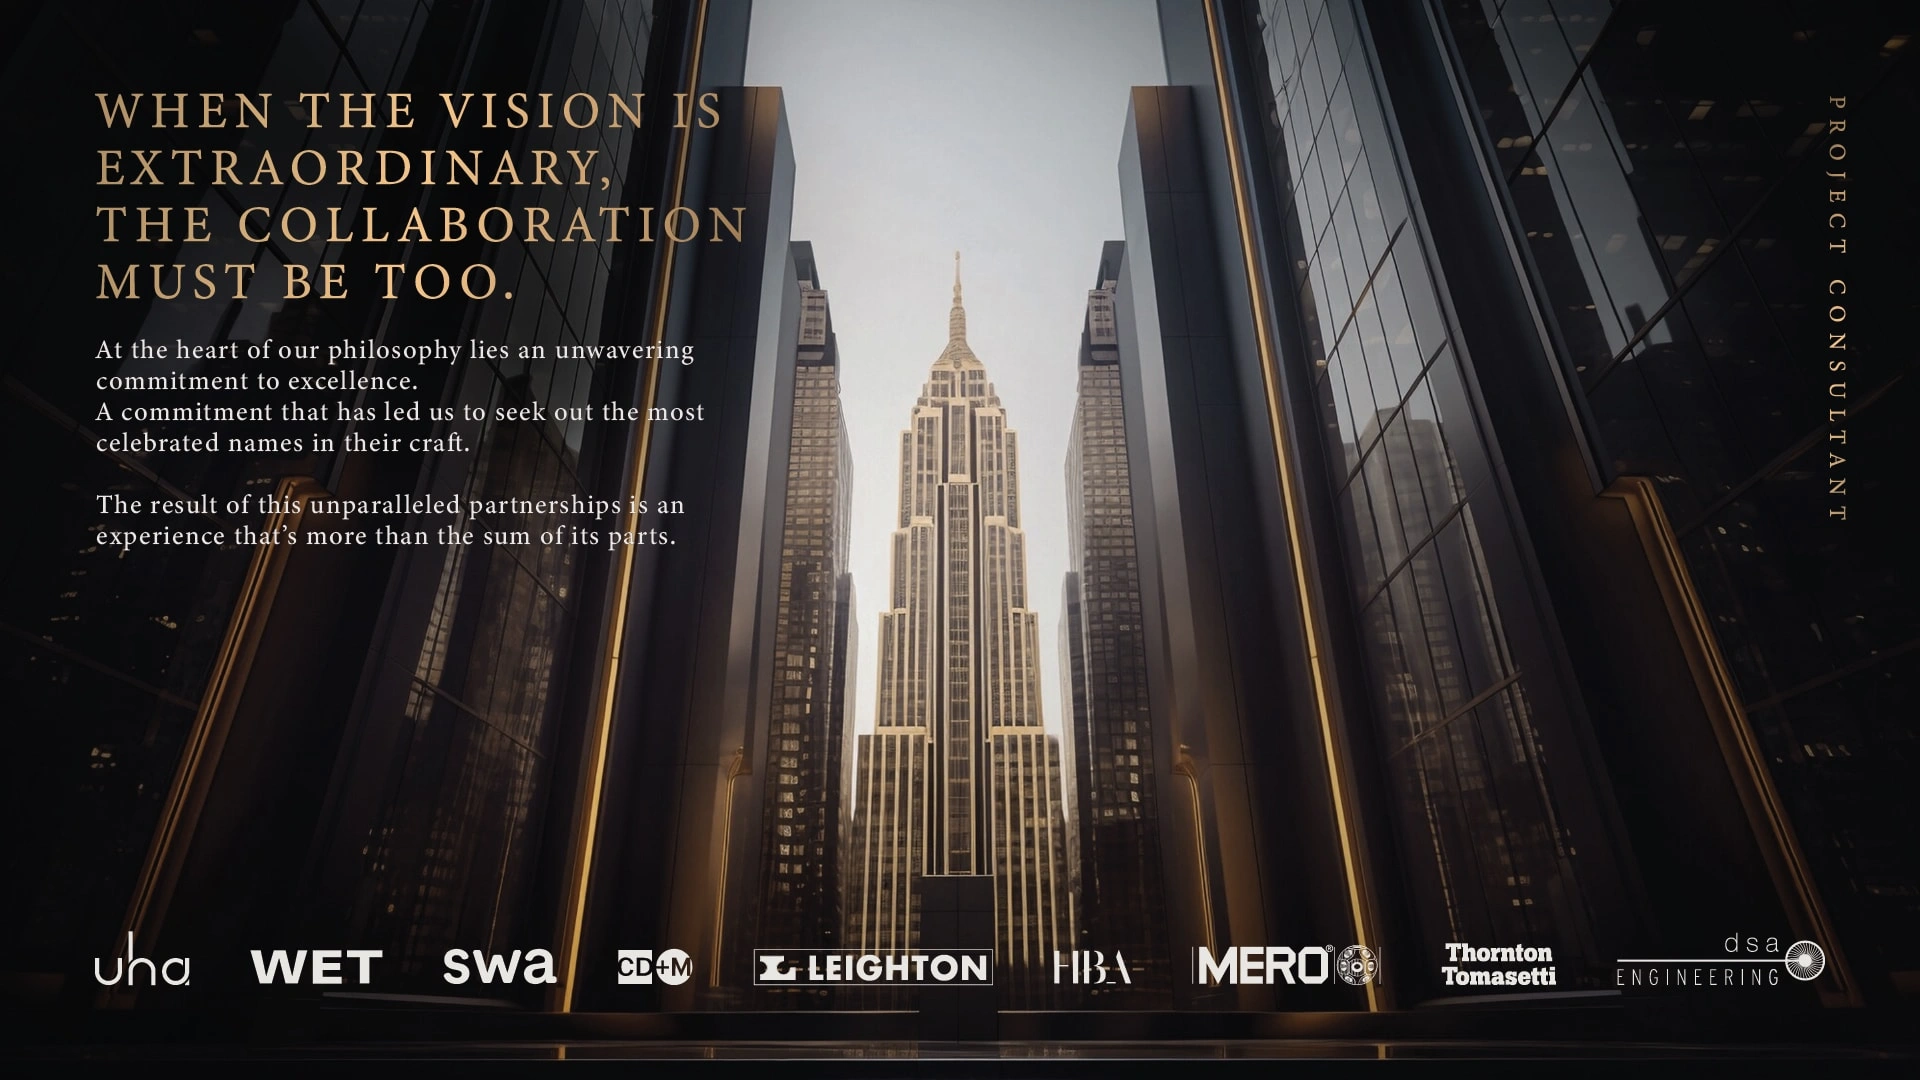 WHEN THE VISION IS
EXTRAORDINARY,
THE COLLABORATION
MUST BE TOO.
At the heart of our philosophy lies an unwavering
commitment to excellence.
A commitment that has led us to seek out the most
celebrated names in their craft.
The result of this unparalleled partnerships is an
experience that’s more than the sum of its parts.
PROJECT CONSULTANT
uha
WET
swa
CD+M
LEIGHTON
HBA
MERO®
Thornton
Tomasetti
dsa
ENGINEERING